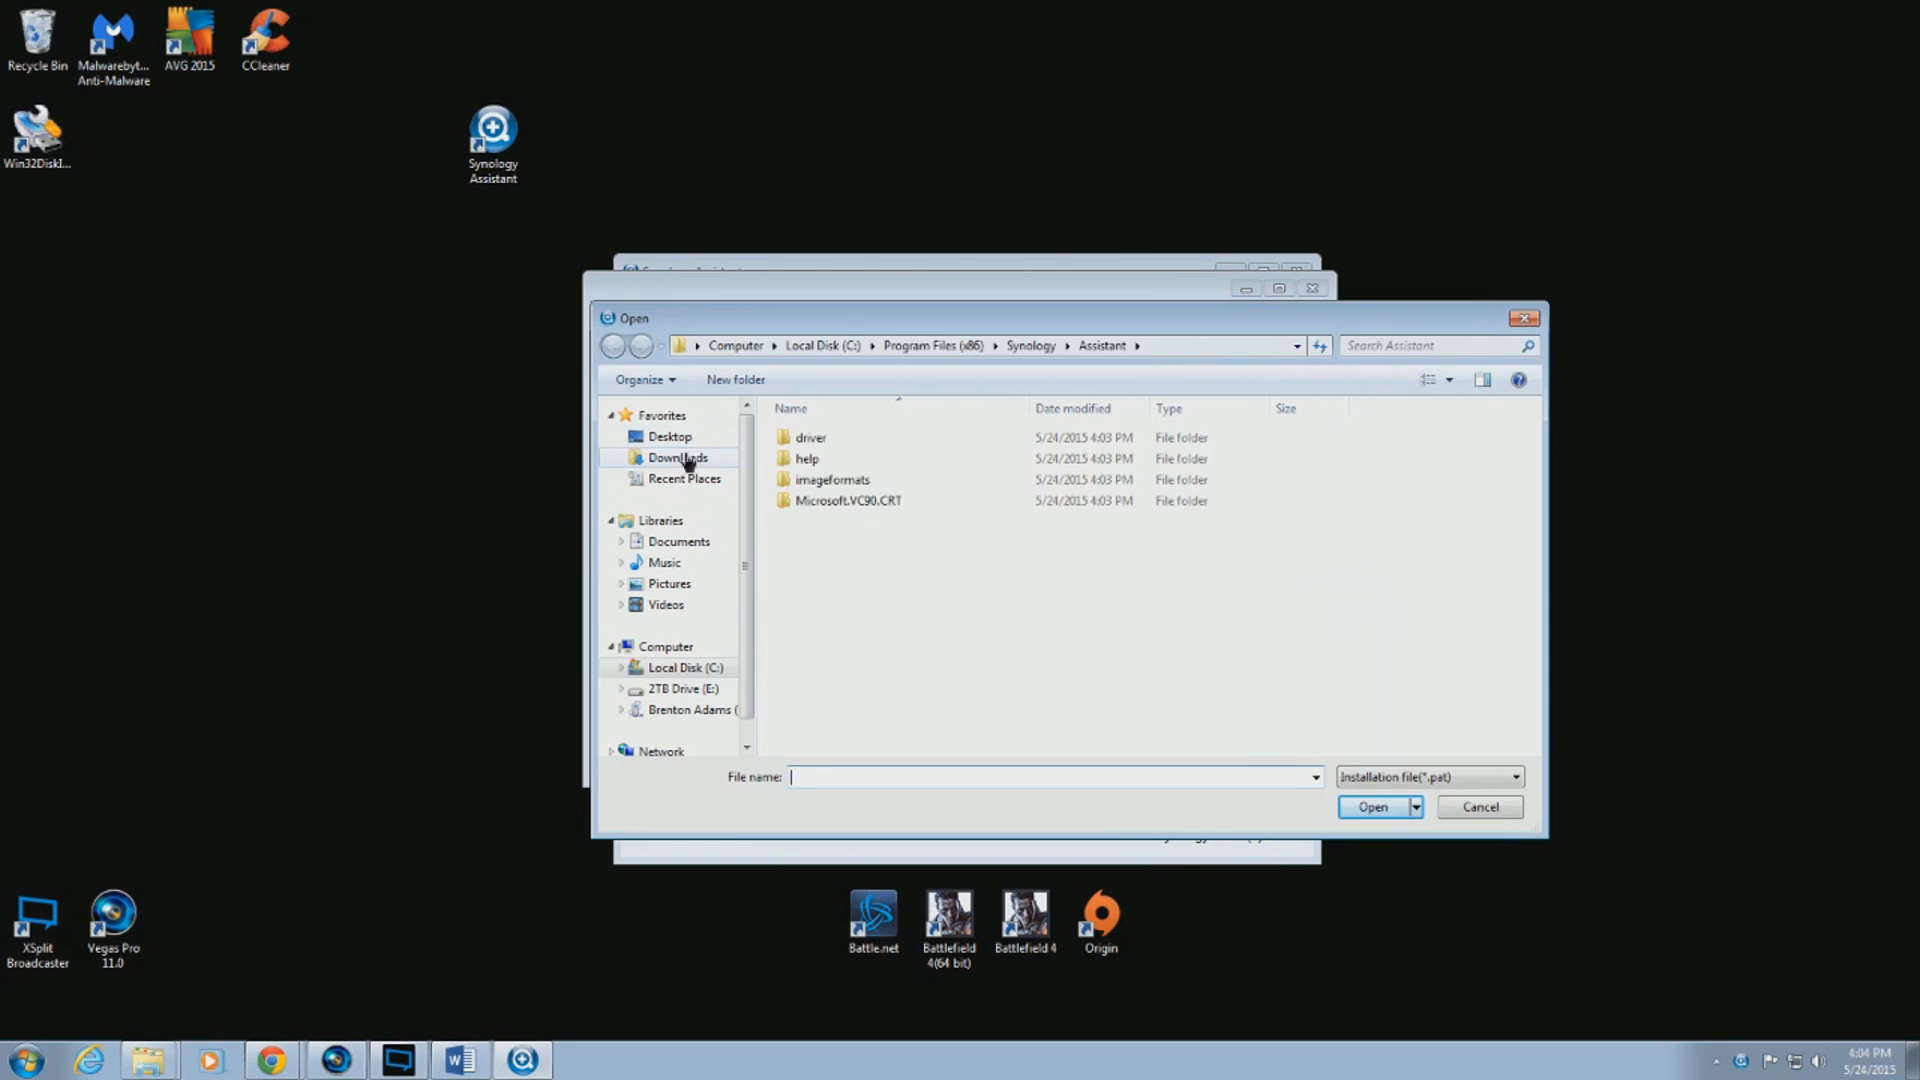 Recycle Bin
Malwarebyt...
Anti-Malware
AVG 2015
CCleaner
Win32DiskI...
Synology
Assistant
Open
Computer
Local Disk (C:)
Program Files (x86)
Synology
Assistant
Search Assistant
Organize
New folder
Favorites
Desktop
Downloads
Recent Places
Libraries
Documents
Music
Pictures
Videos
Computer
Local Disk (C:)
2TB Drive (E:)
Brenton Adams (
Network
Name Date modified Type Size
driver 5/24/2015 4:03 PM File folder
help 5/24/2015 4:03 PM File folder
imageformats 5/24/2015 4:03 PM File folder
Microsoft.VC90.CRT 5/24/2015 4:03 PM File folder
File name:
Installation file(*.pat)
Open
Cancel
XSplit
Broadcaster
Vegas Pro
11.0
Battle.net
Battlefield
4(64 bit)
Battlefield 4
Origin
4:04 PM
5/24/2015